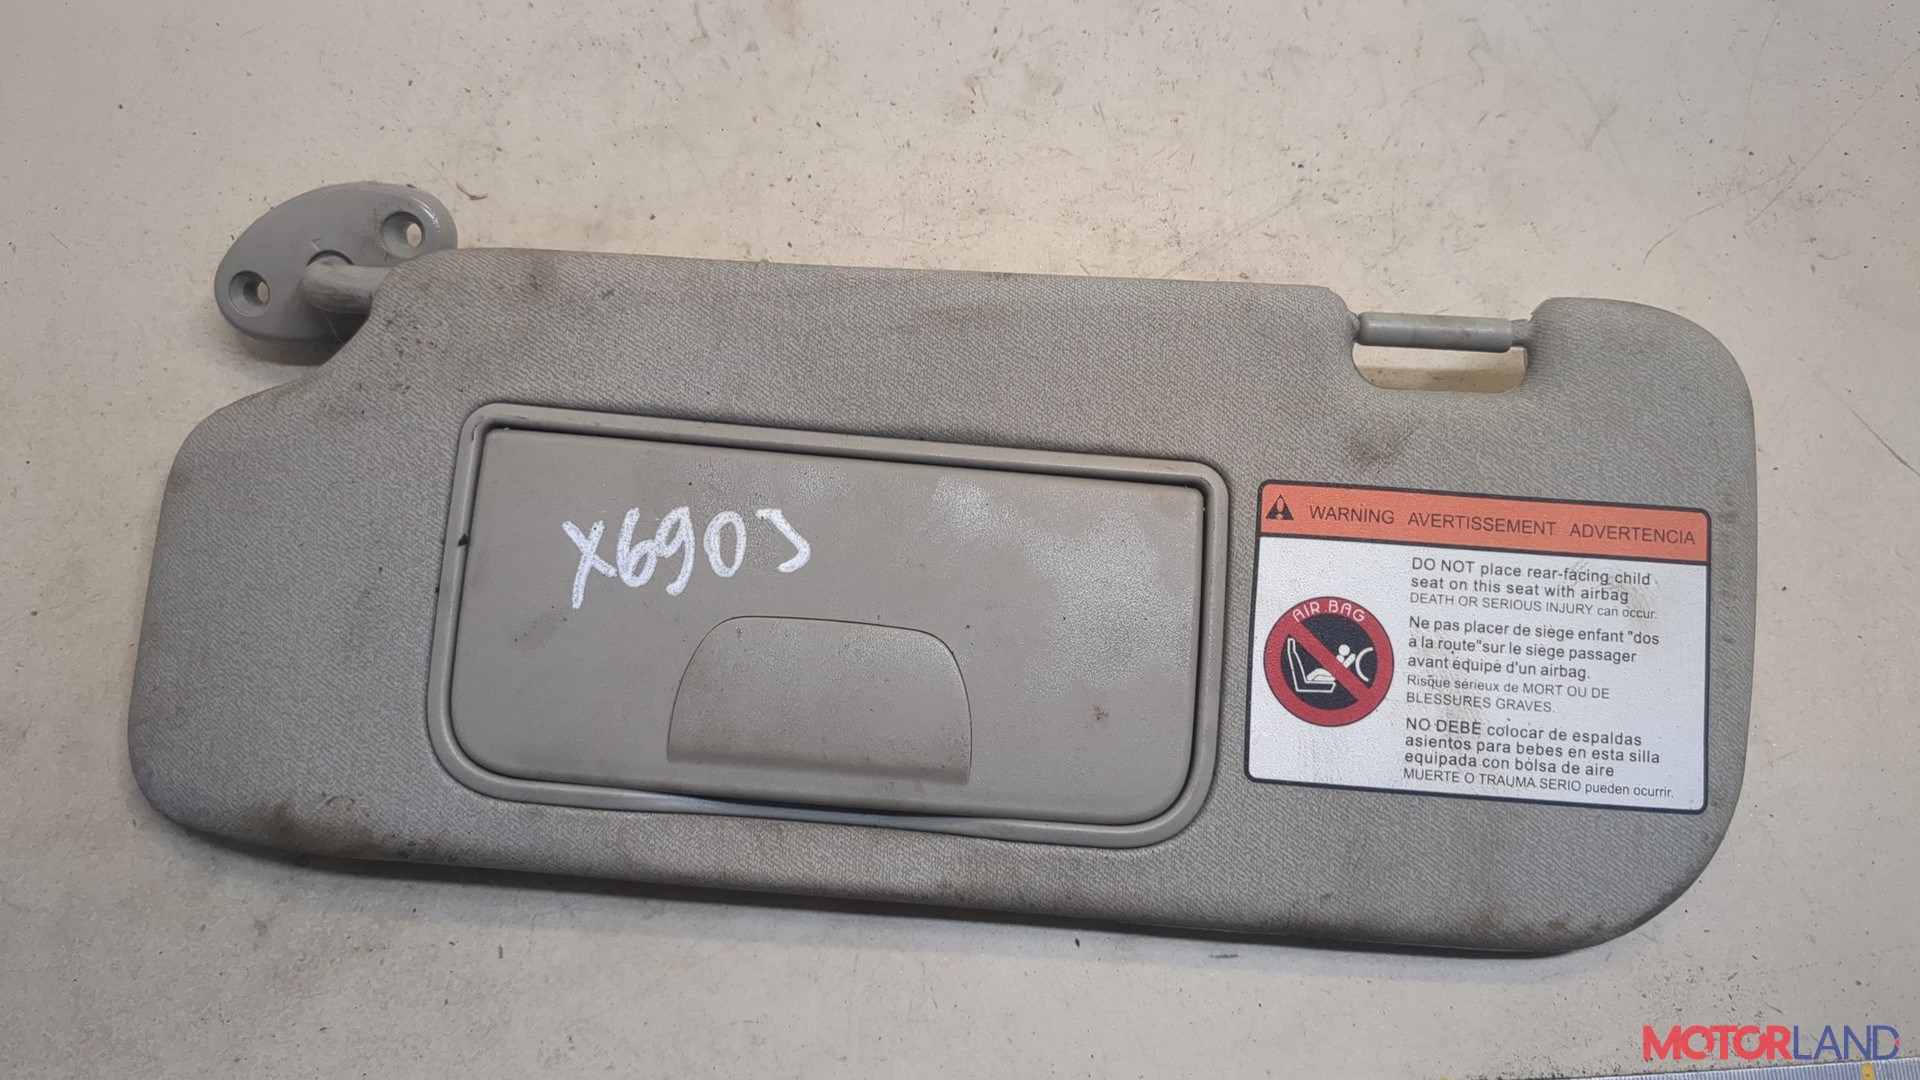 X690J
WARNING AVERTISSEMENT ADVERTENCIA
DO NOT place rear-facing child
seat on this seat with airbag
DEATH OR SERIOUS INJURY can occur.
AIR BAG
Ne pas placer de siège enfant "dos
à la route"sur le siège passager
avant équipé d'un airbag.
Risque sérieux de MORT OU DE
BLESSURES GRAVES.
NO DEBE colocar de espaldas
asientos para bebes en esta silla
equipada con bolsa de aire
MUERTE O TRAUMA SERIO pueden ocurrir.
MOTORLAND